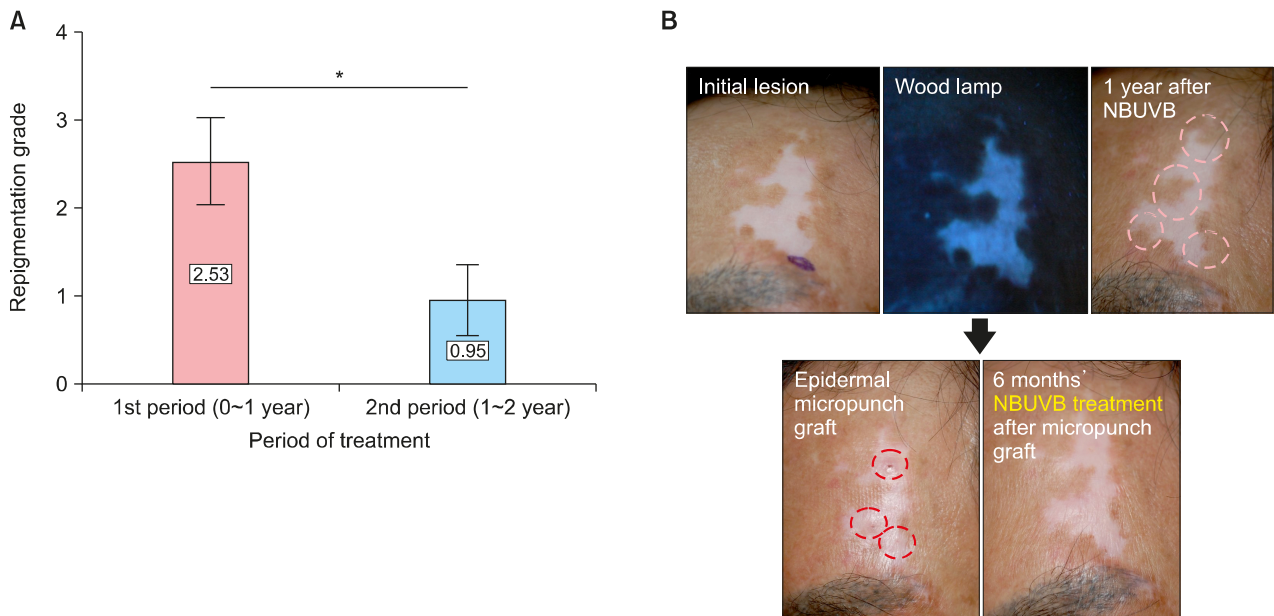 A
Repigmentation grade
4
3
2
1
0
*
2.53
0.95
1st period (0~1 year)
2nd period (1~2 year)
Period of treatment
B
Initial lesion
Wood lamp
1 year after
NBUVB
Epidermal
micropunch
graft
6 months’
NBUVB treatment
after micropunch
graft